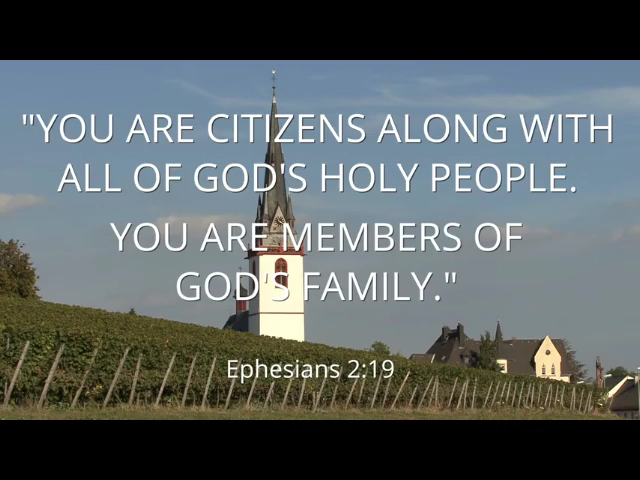 "YOU ARE CITIZENS ALONG WITH
ALL OF GOD'S HOLY PEOPLE.
YOU ARE MEMBERS OF
GOD'S FAMILY."
Ephesians 2:19